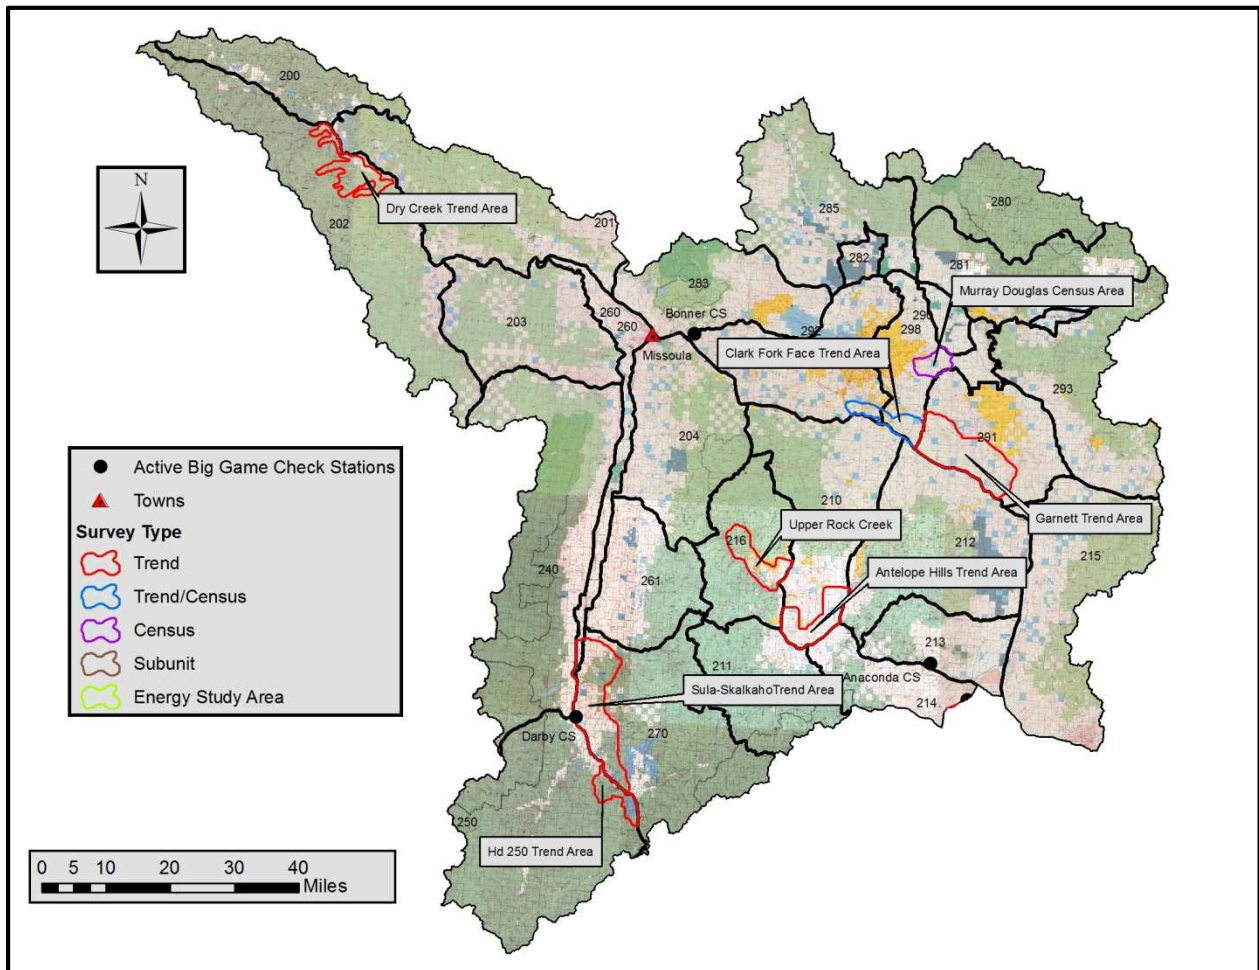 200
N
Dry Creek Trend Area
202
201
285
280
282
281
283
Murray Douglas Census Area
203
260
260
Bonner CS
292
290
298
Missoula
Clark Fork Face Trend Area
293
204
291
Active Big Game Check Stations
Towns
Survey Type
Trend
Trend/Census
Census
Subunit
Energy Study Area
210
Upper Rock Creek
216
Garnett Trend Area
212
215
Antelope Hills Trend Area
240
261
213
211
Anaconda CS
Sula-SkalkahoTrend Area
214
Darby CS
270
250
Hd 250 Trend Area
0 5 10 20 30 40
Miles